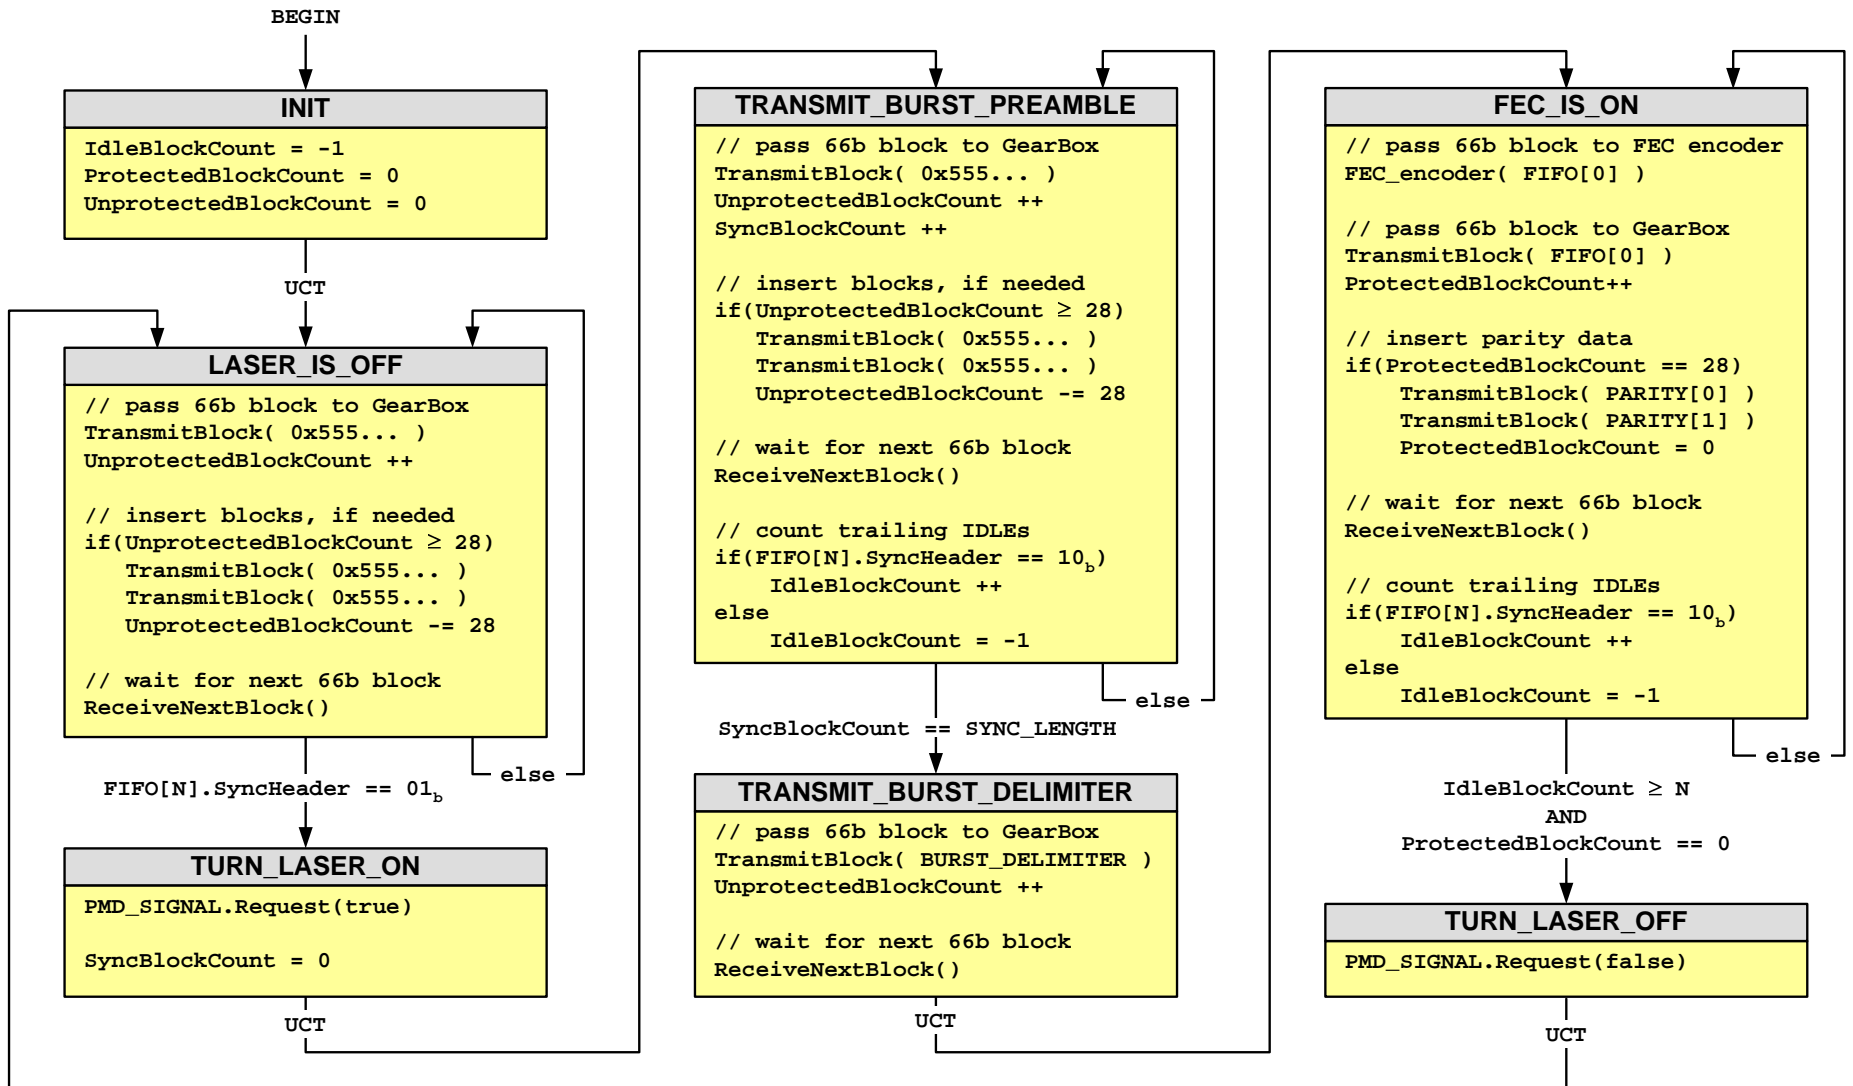 BEGIN
INIT
IdleBlockCount = -1
ProtectedBlockCount = 0
UnprotectedBlockCount = 0
UCT
LASER_IS_OFF
// pass 66b block to GearBox
TransmitBlock( 0x555... )
UnprotectedBlockCount ++
// insert blocks, if needed
if(UnprotectedBlockCount ≥ 28)
TransmitBlock( 0x555... )
TransmitBlock( 0x555... )
UnprotectedBlockCount -= 28
// wait for next 66b block
ReceiveNextBlock()
else
FIFO[N].SyncHeader == 01b
TURN_LASER_ON
PMD_SIGNAL.Request(true)
SyncBlockCount = 0
UCT
TRANSMIT_BURST_PREAMBLE
// pass 66b block to GearBox
TransmitBlock( 0x555... )
UnprotectedBlockCount ++
SyncBlockCount ++
// insert blocks, if needed
if(UnprotectedBlockCount ≥ 28)
TransmitBlock( 0x555... )
TransmitBlock( 0x555... )
UnprotectedBlockCount -= 28
// wait for next 66b block
ReceiveNextBlock()
// count trailing IDLEs
if(FIFO[N].SyncHeader == 10b)
IdleBlockCount ++
else
IdleBlockCount = -1
else
SyncBlockCount == SYNC_LENGTH
TRANSMIT_BURST_DELIMITER
// pass 66b block to GearBox
TransmitBlock( BURST_DELIMITER )
UnprotectedBlockCount ++
// wait for next 66b block
ReceiveNextBlock()
UCT
FEC_IS_ON
// pass 66b block to FEC encoder
FEC_encoder( FIFO[0] )
// pass 66b block to GearBox
TransmitBlock( FIFO[0] )
ProtectedBlockCount++
// insert parity data
if(ProtectedBlockCount == 28)
TransmitBlock( PARITY[0] )
TransmitBlock( PARITY[1] )
ProtectedBlockCount = 0
// wait for next 66b block
ReceiveNextBlock()
// count trailing IDLEs
if(FIFO[N].SyncHeader == 10b)
IdleBlockCount ++
else
IdleBlockCount = -1
else
IdleBlockCount ≥ N
AND
ProtectedBlockCount == 0
TURN_LASER_OFF
PMD_SIGNAL.Request(false)
UCT